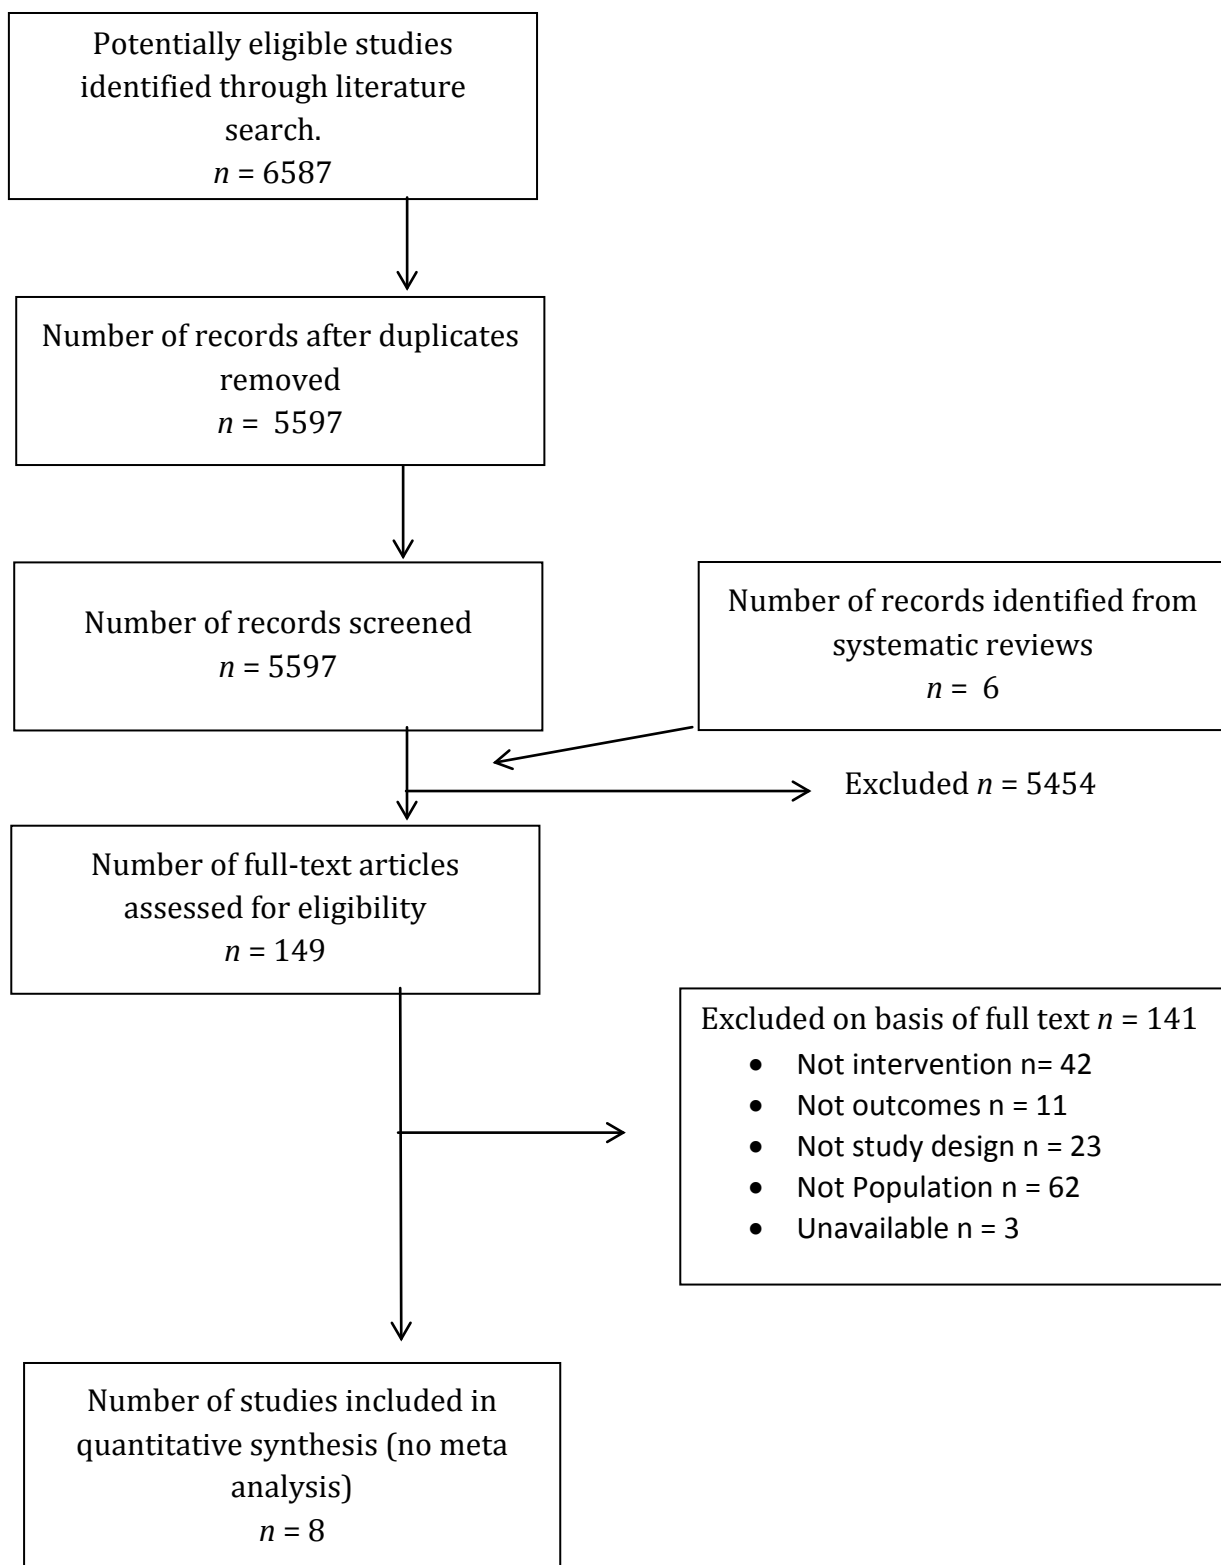 Potentially eligible studies
identified through literature
search.
n = 6587
Number of records after duplicates
removed
n =  5597
Number of records screened
n = 5597
Number of records identified from
systematic reviews
n =  6
Excluded n = 5454
Number of full-text articles
assessed for eligibility
n = 149
Excluded on basis of full text n = 141
• Not intervention n= 42
• Not outcomes n = 11
• Not study design n = 23
• Not Population n = 62
• Unavailable n = 3
Number of studies included in
quantitative synthesis (no meta
analysis)
n = 8